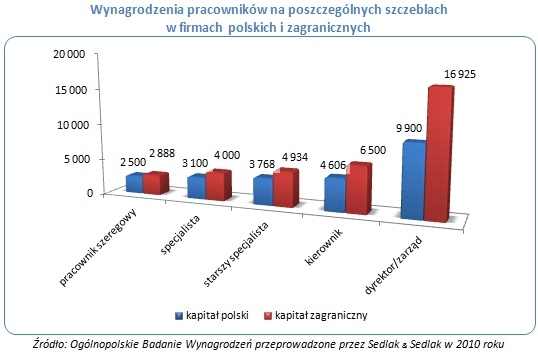 Wynagrodzenia pracowników na poszczególnych szczeblach
w firmach polskich i zagranicznych
20 000
15 000
10 000
5 000
0
2 500
2 888
3 100
4 000
3 768
4 934
4 606
6 500
9 900
16 925
pracownik szeregowy
specjalista
starszy specjalista
kierownik
dyrektor/zarząd
kapitał polski
kapitał zagraniczny
Źródło: Ogólnopolskie Badanie Wynagrodzeń przeprowadzone przez Sedlak & Sedlak w 2010 roku